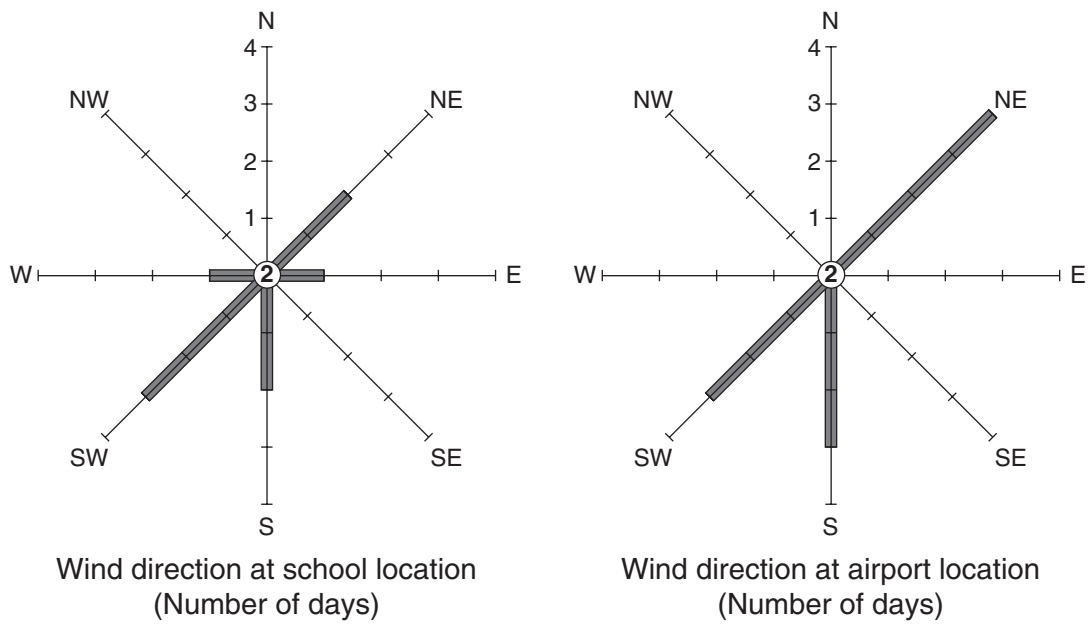 N
4
NW
NE
3
2
1
W
2
E
SW
SE
S
Wind direction at school location
(Number of days)
N
4
NW
NE
3
2
1
W
2
E
SW
SE
S
Wind direction at airport location
(Number of days)